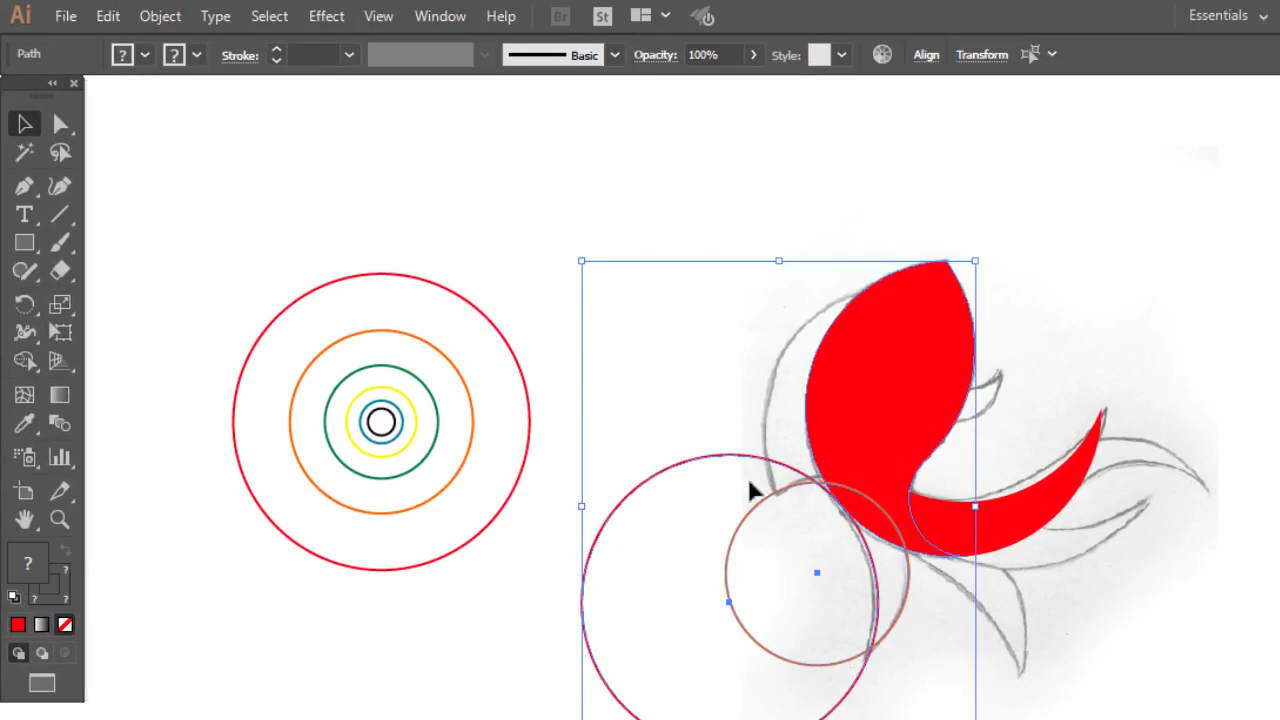 Ai File Edit Object Type Select Effect View Window Help Br St Essentials
Path ? ? Stroke: Basic Opacity: 100% Style: Align Transform
T
?
?
? ?